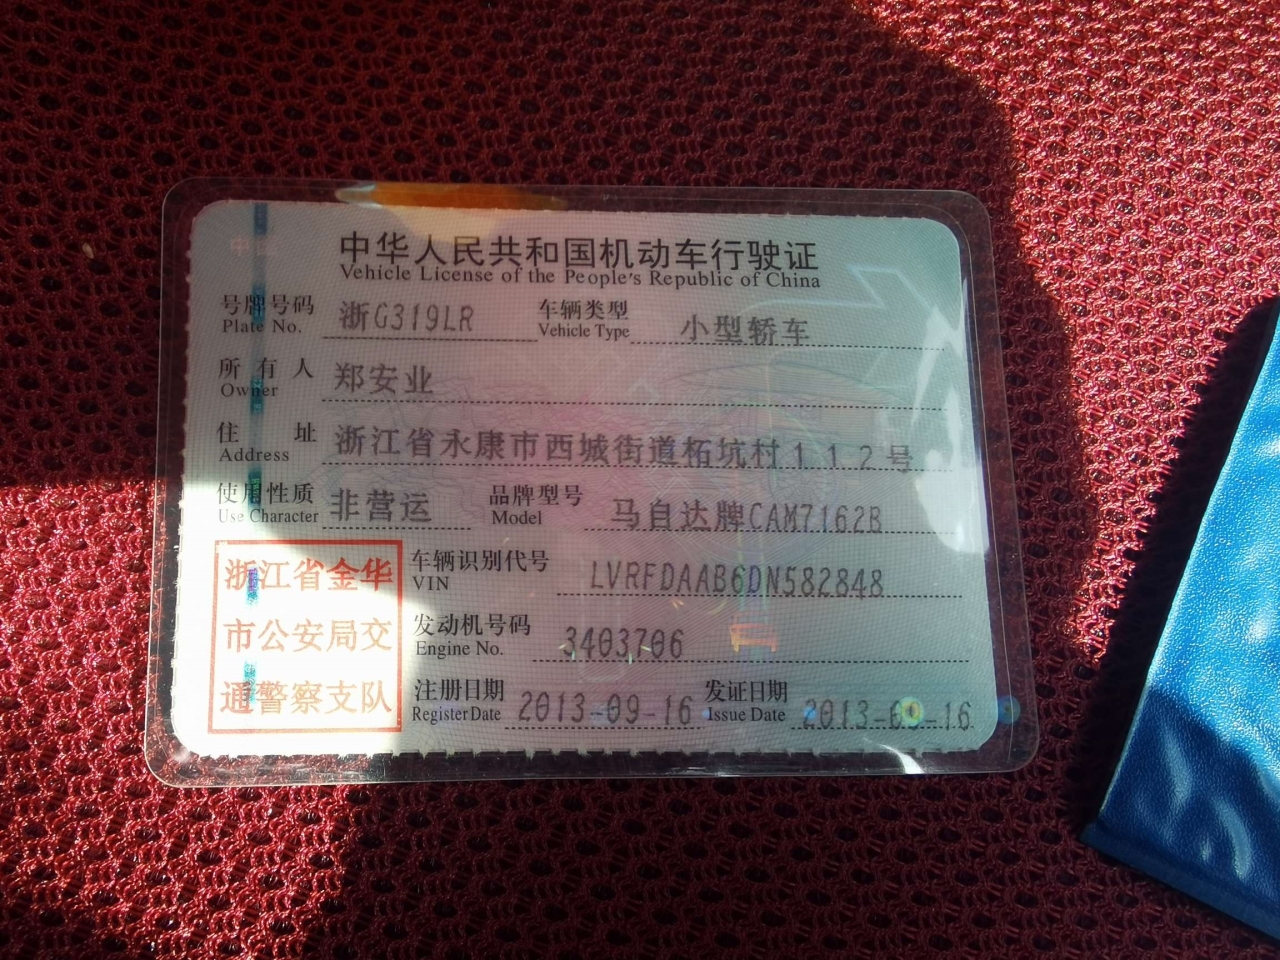 中华人民共和国机动车行驶证
Vehicle License of the People's Republic of China
号牌号码 浙G319LR 车辆类型 小型轿车
Plate No. Vehicle Type
所有人 郑安业
Owner
住址 浙江省永康市西城街道柘坑村112号
Address
使用性质 非营运 品牌型号 马自达牌CAM7162B
Use Character Model
浙江省金华
市公安局交
通警察支队
车辆识别代号 LVRFDAAB6DN582848
VIN
发动机号码 3403706
Engine No.
注册日期 2013-09-16 发证日期 2013-09-16
Register Date Issue Date